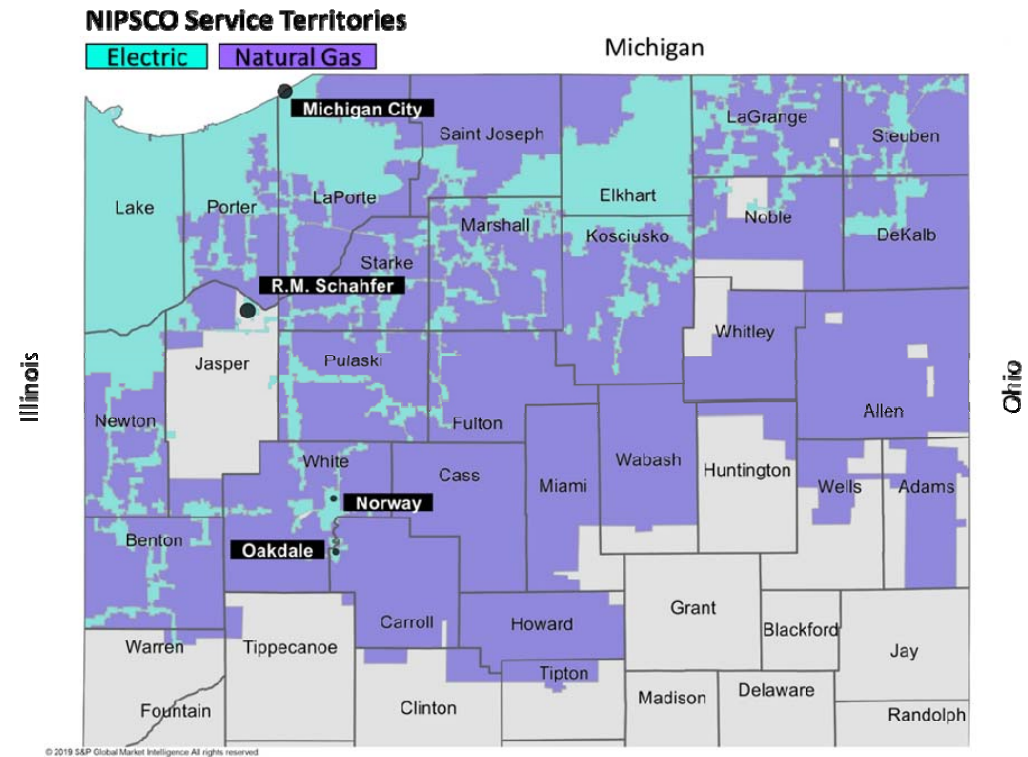 NIPSCO Service Territories
Electric
Natural Gas
Michigan
Michigan City
Saint Joseph
LaGrange
Steuben
Lake
Porter
LaPorte
Elkhart
Noble
Marshall
Kosciusko
DeKalb
Starke
R.M. Schahfer
Whitley
Illinois
Ohio
Jasper
Pulaski
Newton
Fulton
Allen
White
Cass
Wabash
Huntington
Miami
Wells
Adams
Norway
Benton
Oakdale
Grant
Carroll
Howard
Blackford
Warren
Tippecanoe
Jay
Tipton
Madison
Delaware
Fountain
Clinton
Randolph
© 2019 S&P Global Market Intelligence All rights reserved